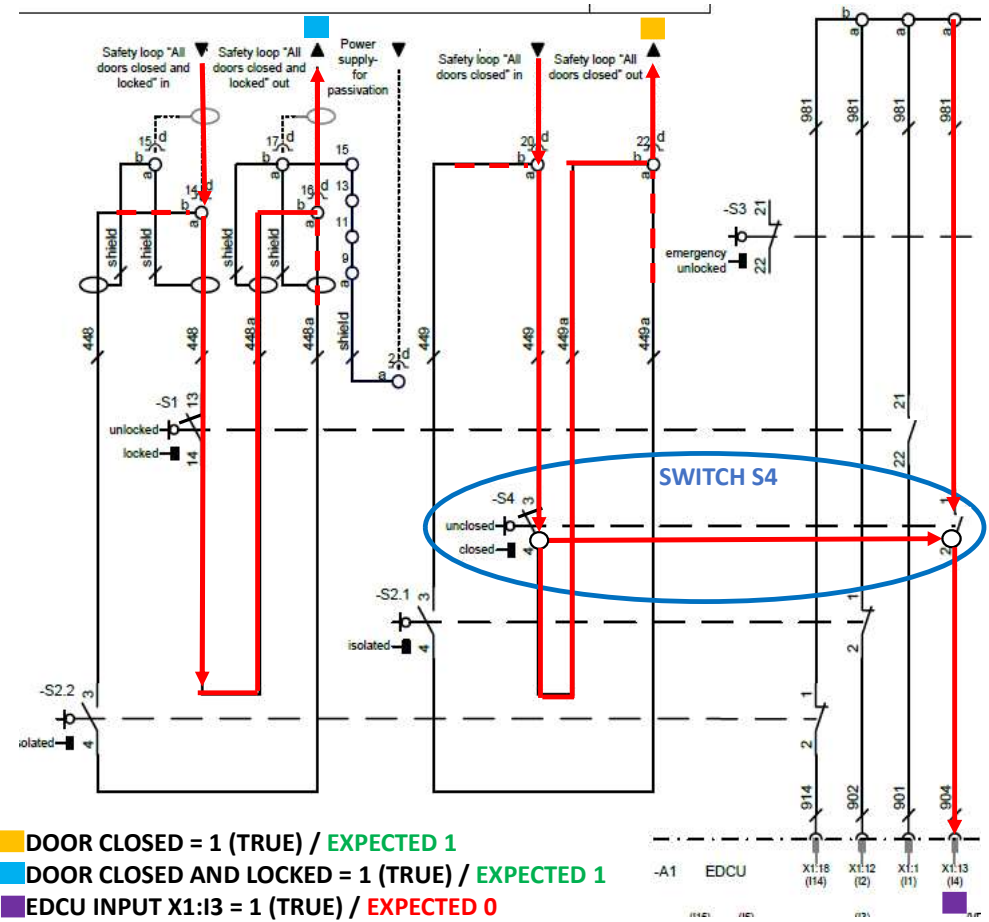 Safety loop "All
doors closed and
locked" in
Safety loop "All
doors closed and
locked" out
Power
supply-
for
passivation
Safety loop "All
doors closed" in
Safety loop "All
doors closed" out
b
a
a
a
981
981
981
981
15
d
b
a
17
d
b
a
15
13
11
9
a
14
d
b
a
16
d
b
a
20
d
b
a
22
d
b
a
shield
shield
shield
shield
shield
448
448
448a
448a
2
d
a
449
449
449a
449a
-S3
21
22
emergency
unlocked
-S1
13
14
unlocked
locked
21
22
SWITCH S4
-S4
3
4
unclosed
closed
1
2
-S2.1
3
4
isolated
1
2
-S2.2
3
4
olated
1
2
914
902
901
904
DOOR CLOSED = 1 (TRUE) / EXPECTED 1
DOOR CLOSED AND LOCKED = 1 (TRUE) / EXPECTED 1
EDCU INPUT X1:I3 = 1 (TRUE) / EXPECTED 0
-A1 EDCU
X1:18
(I14)
X1:12
(I2)
X1:1
(I1)
X1:13
(I4)